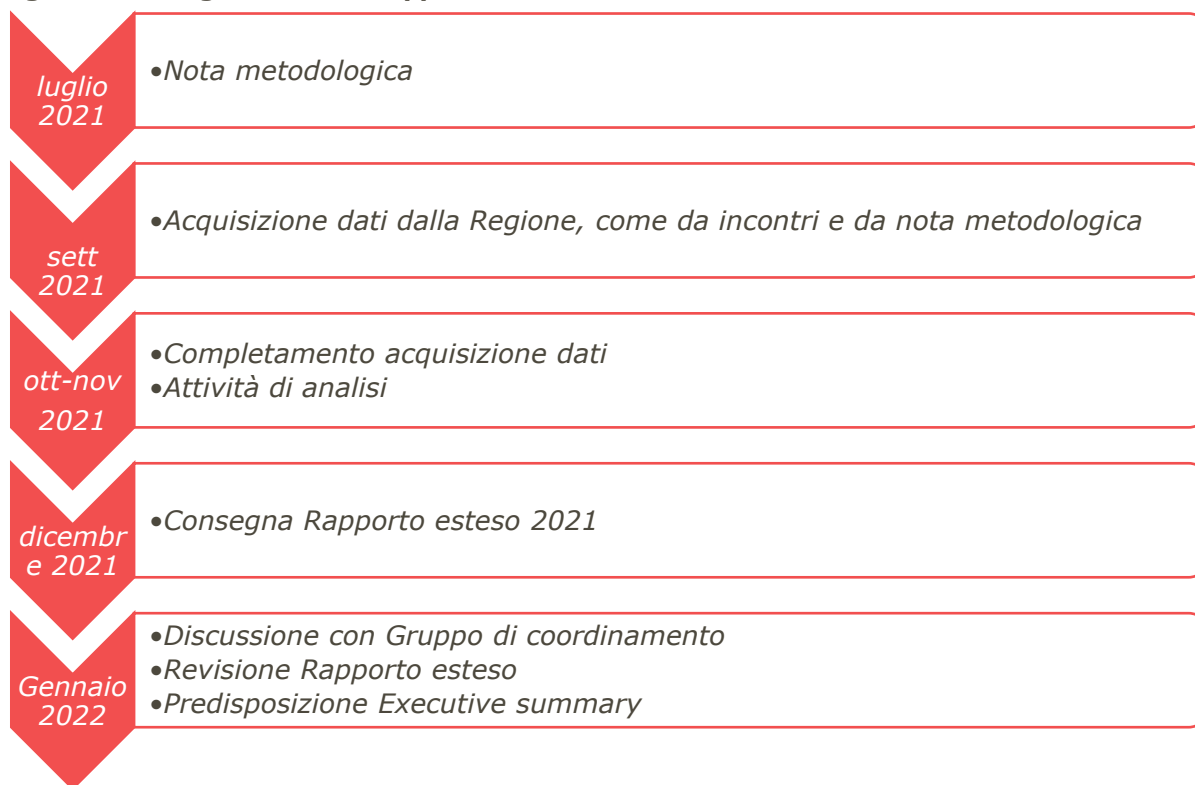 luglio
2021
•Nota metodologica
sett
2021
•Acquisizione dati dalla Regione, come da incontri e da nota metodologica
ott-nov
2021
•Completamento acquisizione dati
•Attività di analisi
dicembr
e 2021
•Consegna Rapporto esteso 2021
Gennaio
2022
•Discussione con Gruppo di coordinamento
•Revisione Rapporto esteso
•Predisposizione Executive summary